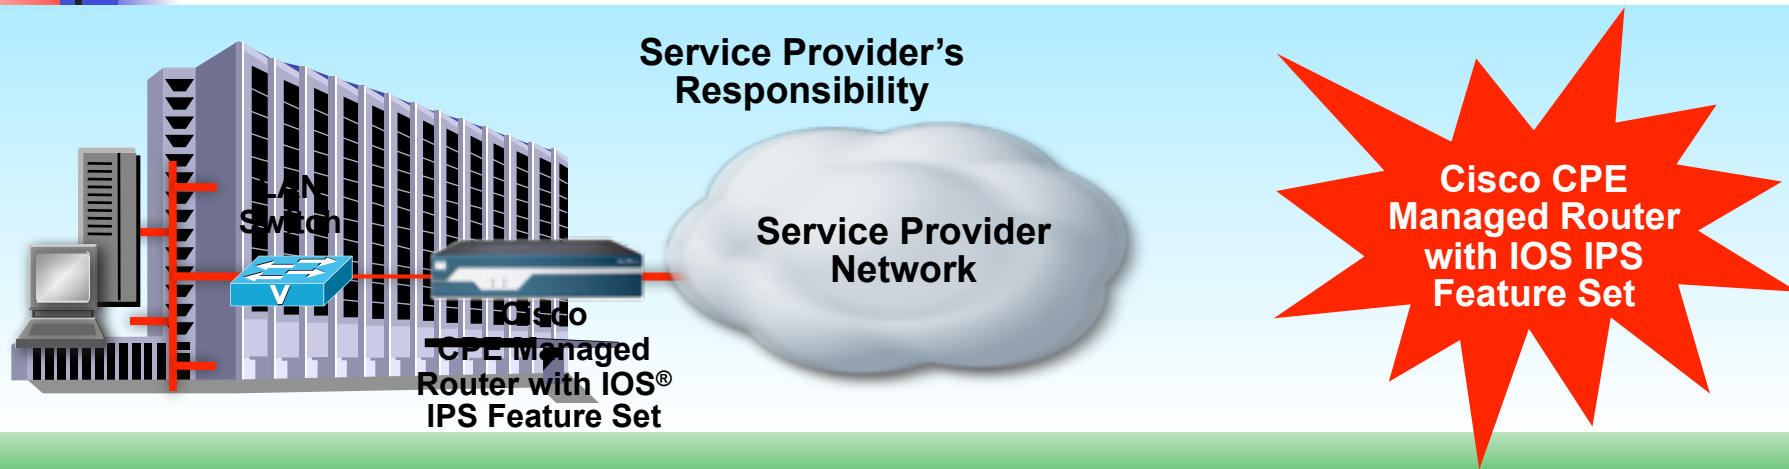 Service Provider’s
Responsibility
LAN
Switch
V
Service Provider
Network
Cisco
CPE Managed
Router with IOS®
IPS Feature Set
Cisco CPE
Managed Router
with IOS IPS
Feature Set